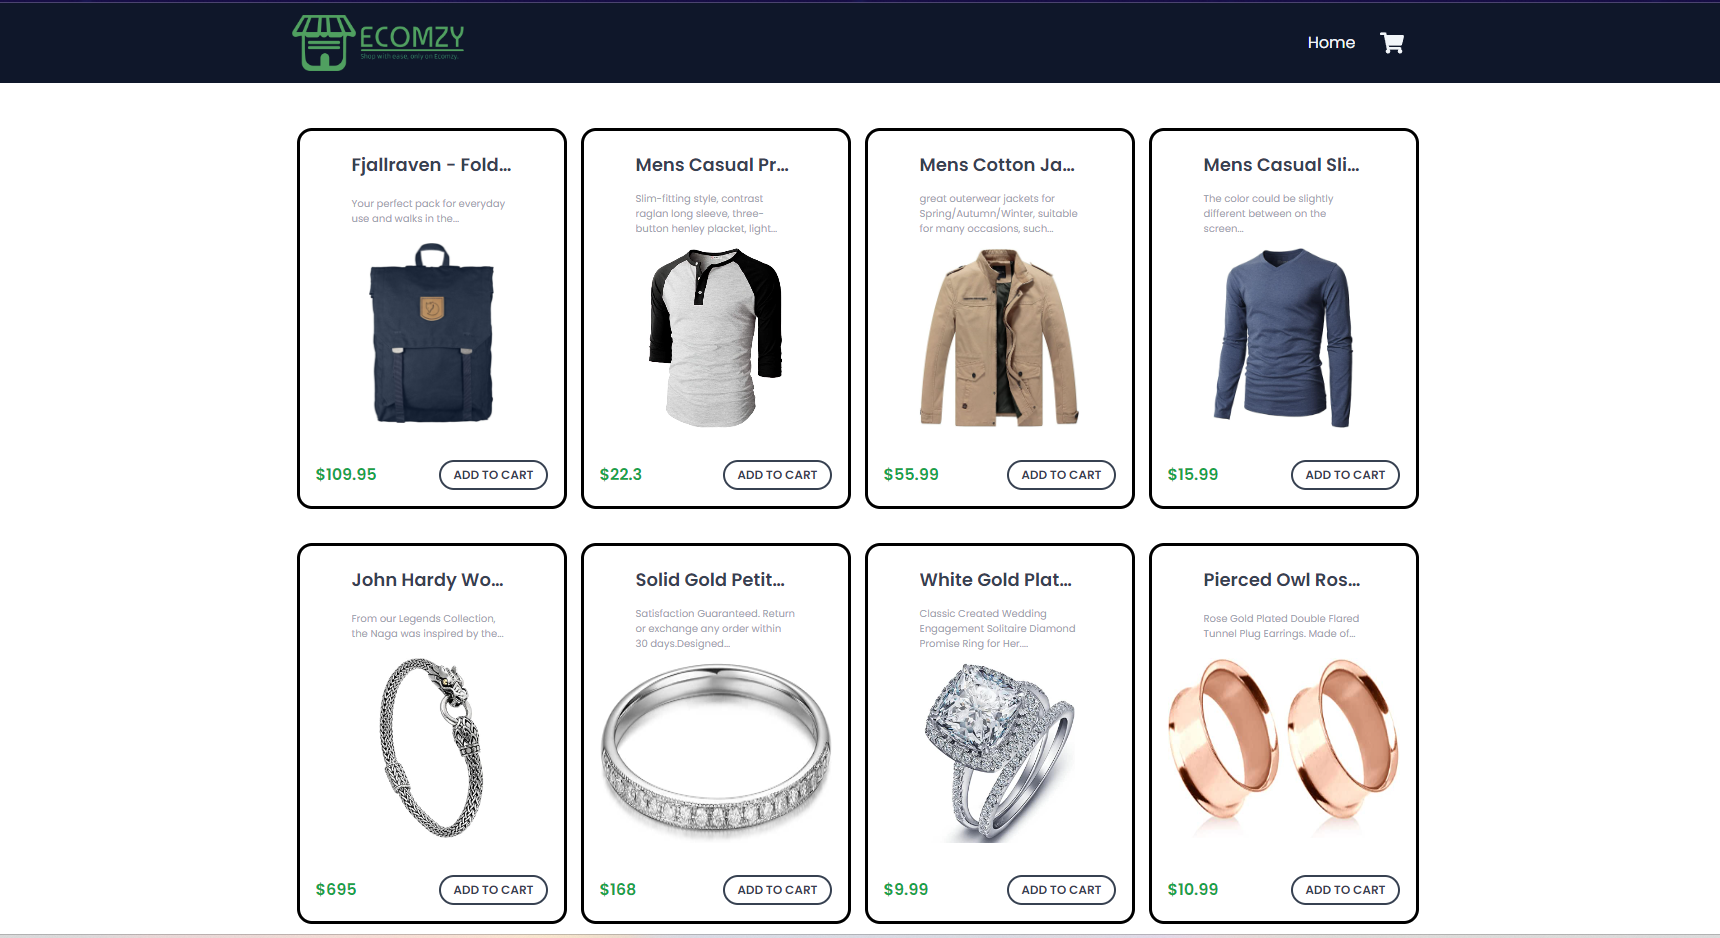 ECOMZY
Shop with ease, only on Ecomzy.
Home
Fjallraven - Fold...
Your perfect pack for everyday
use and walks in the...
$109.95
ADD TO CART
Mens Casual Pr...
Slim-fitting style, contrast
raglan long sleeve, three-
button henley placket, light...
$22.3
ADD TO CART
Mens Cotton Ja...
great outerwear jackets for
Spring/Autumn/Winter, suitable
for many occasions, such...
$55.99
ADD TO CART
Mens Casual Sli...
The color could be slightly
different between on the
screen...
$15.99
ADD TO CART
John Hardy Wo...
From our Legends Collection,
the Naga was inspired by the...
$695
ADD TO CART
Solid Gold Petit...
Satisfaction Guaranteed. Return
or exchange any order within
30 days.Designed...
$168
ADD TO CART
White Gold Plat...
Classic Created Wedding
Engagement Solitaire Diamond
Promise Ring for Her....
$9.99
ADD TO CART
Pierced Owl Ros...
Rose Gold Plated Double Flared
Tunnel Plug Earrings. Made of...
$10.99
ADD TO CART